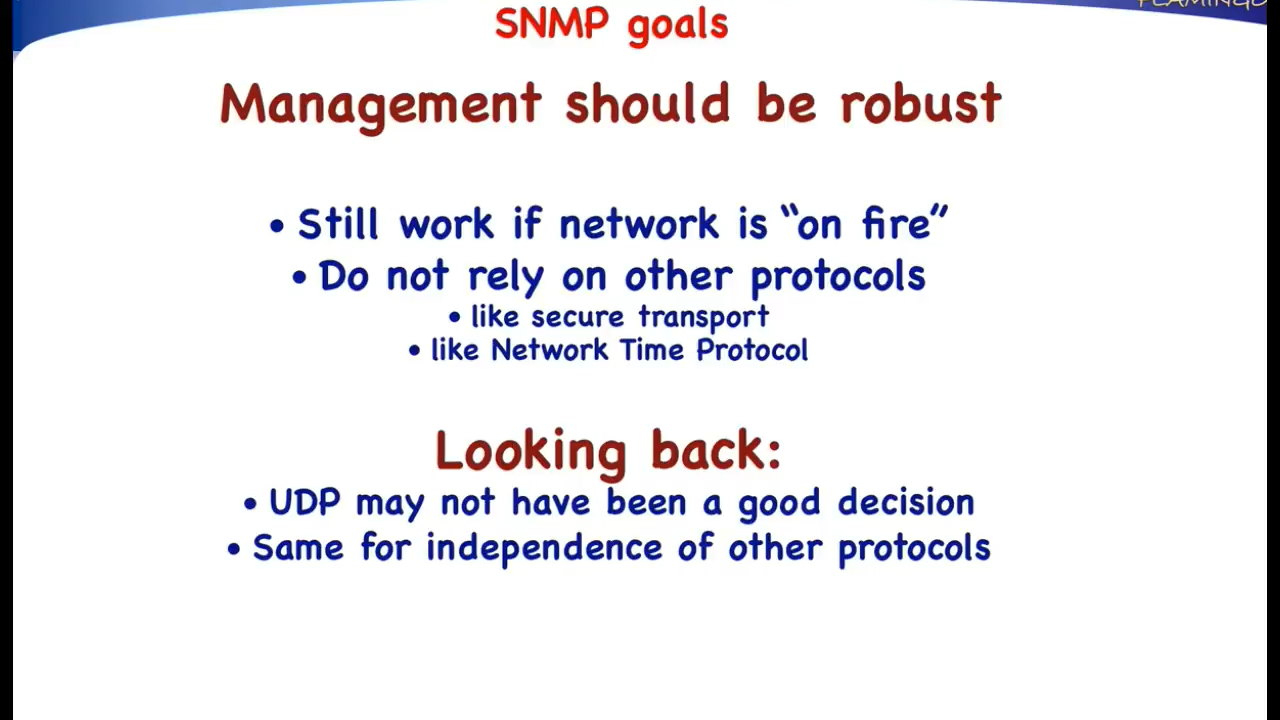 FLAMINGO
SNMP goals
Management should be robust
• Still work if network is “on fire”
• Do not rely on other protocols
• like secure transport
• like Network Time Protocol
Looking back:
• UDP may not have been a good decision
• Same for independence of other protocols